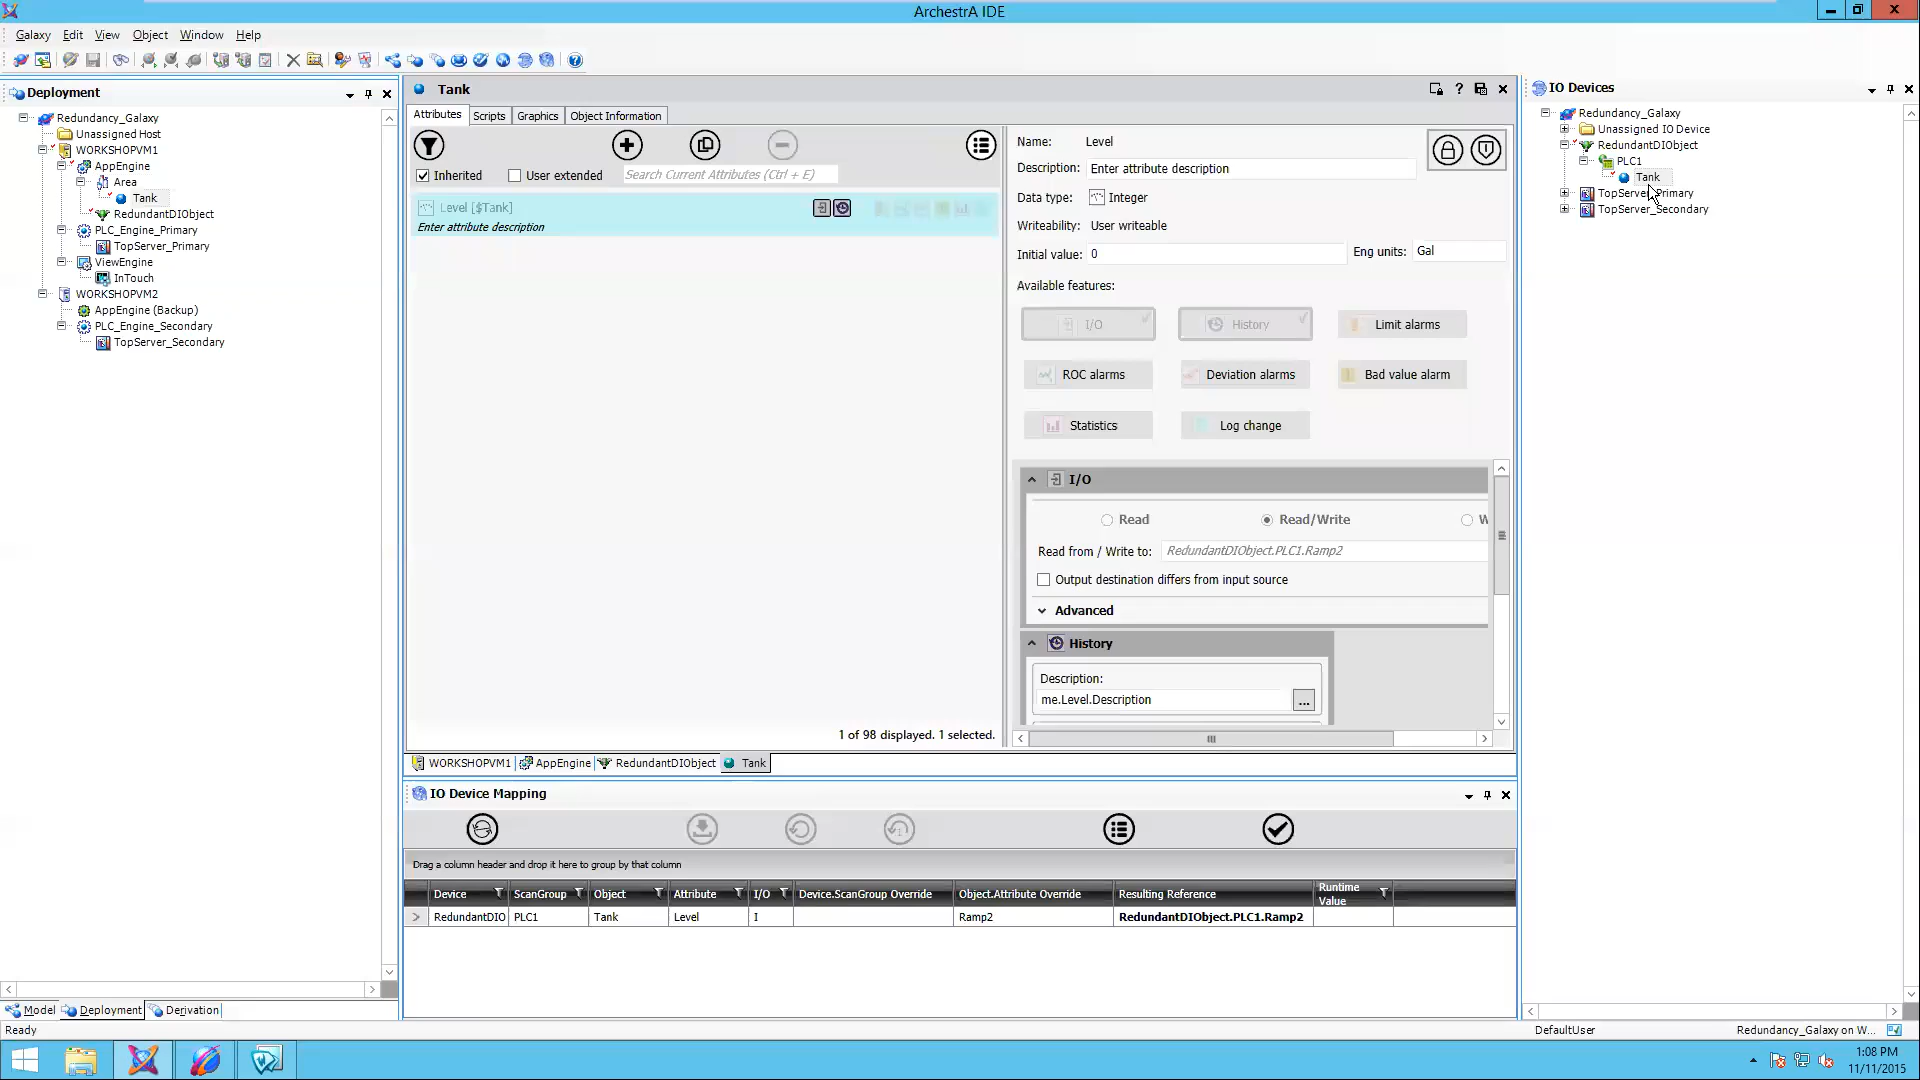 ArchestrA IDE
Galaxy Edit View Object Window Help
Deployment
Redundancy_Galaxy
Unassigned Host
WORKSHOPVM1
AppEngine
Area
Tank
RedundantDIObject
PLC_Engine_Primary
TopServer_Primary
ViewEngine
InTouch
WORKSHOPVM2
AppEngine (Backup)
PLC_Engine_Secondary
TopServer_Secondary
Model Deployment Derivation
Ready
Tank
Attributes Scripts Graphics Object Information
Inherited User extended Search Current Attributes (Ctrl + E)
Level [$Tank]
Enter attribute description
1 of 98 displayed. 1 selected.
Name: Level
Description: Enter attribute description
Data type: Integer
Writeability: User writeable
Initial value: 0 Eng units: Gal
Available features:
I/O History Limit alarms
ROC alarms Deviation alarms Bad value alarm
Statistics Log change
I/O
Read Read/Write W
Read from / Write to: RedundantDIObject.PLC1.Ramp2
Output destination differs from input source
Advanced
History
Description:
me.Level.Description
...
WORKSHOPVM1 AppEngine RedundantDIObject Tank
IO Device Mapping
Drag a column header and drop it here to group by that column
Device ScanGroup Object Attribute I/O Device.ScanGroup Override Object.Attribute Override Resulting Reference Runtime Value
RedundantDIO PLC1 Tank Level I Ramp2 RedundantDIObject.PLC1.Ramp2
IO Devices
Redundancy_Galaxy
Unassigned IO Device
RedundantDIObject
PLC1
Tank
TopServer_Primary
TopServer_Secondary
DefaultUser Redundancy_Galaxy on W...
1:08 PM
11/11/2015